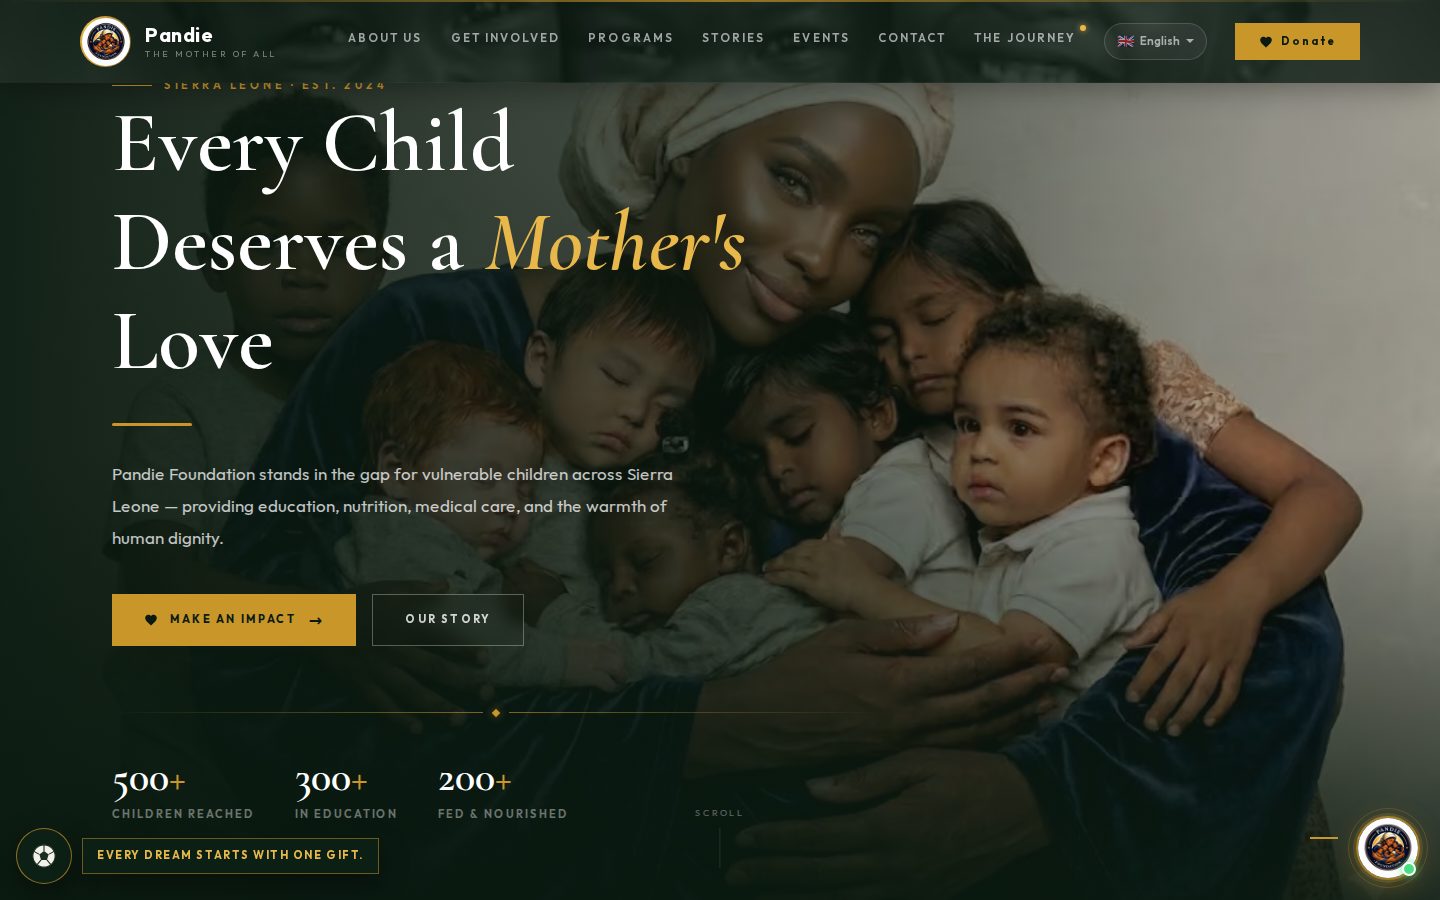 Pandie
THE MOTHER OF ALL
ABOUT US
GET INVOLVED
PROGRAMS
STORIES
EVENTS
CONTACT
THE JOURNEY
English
Donate
SIERRA LEONE · EST. 2024
Every Child
Deserves a Mother's
Love
Pandie Foundation stands in the gap for vulnerable children across Sierra
Leone — providing education, nutrition, medical care, and the warmth of
human dignity.
MAKE AN IMPACT →
OUR STORY
500+
CHILDREN REACHED
300+
IN EDUCATION
200+
FED & NOURISHED
SCROLL
EVERY DREAM STARTS WITH ONE GIFT.
PANDIE